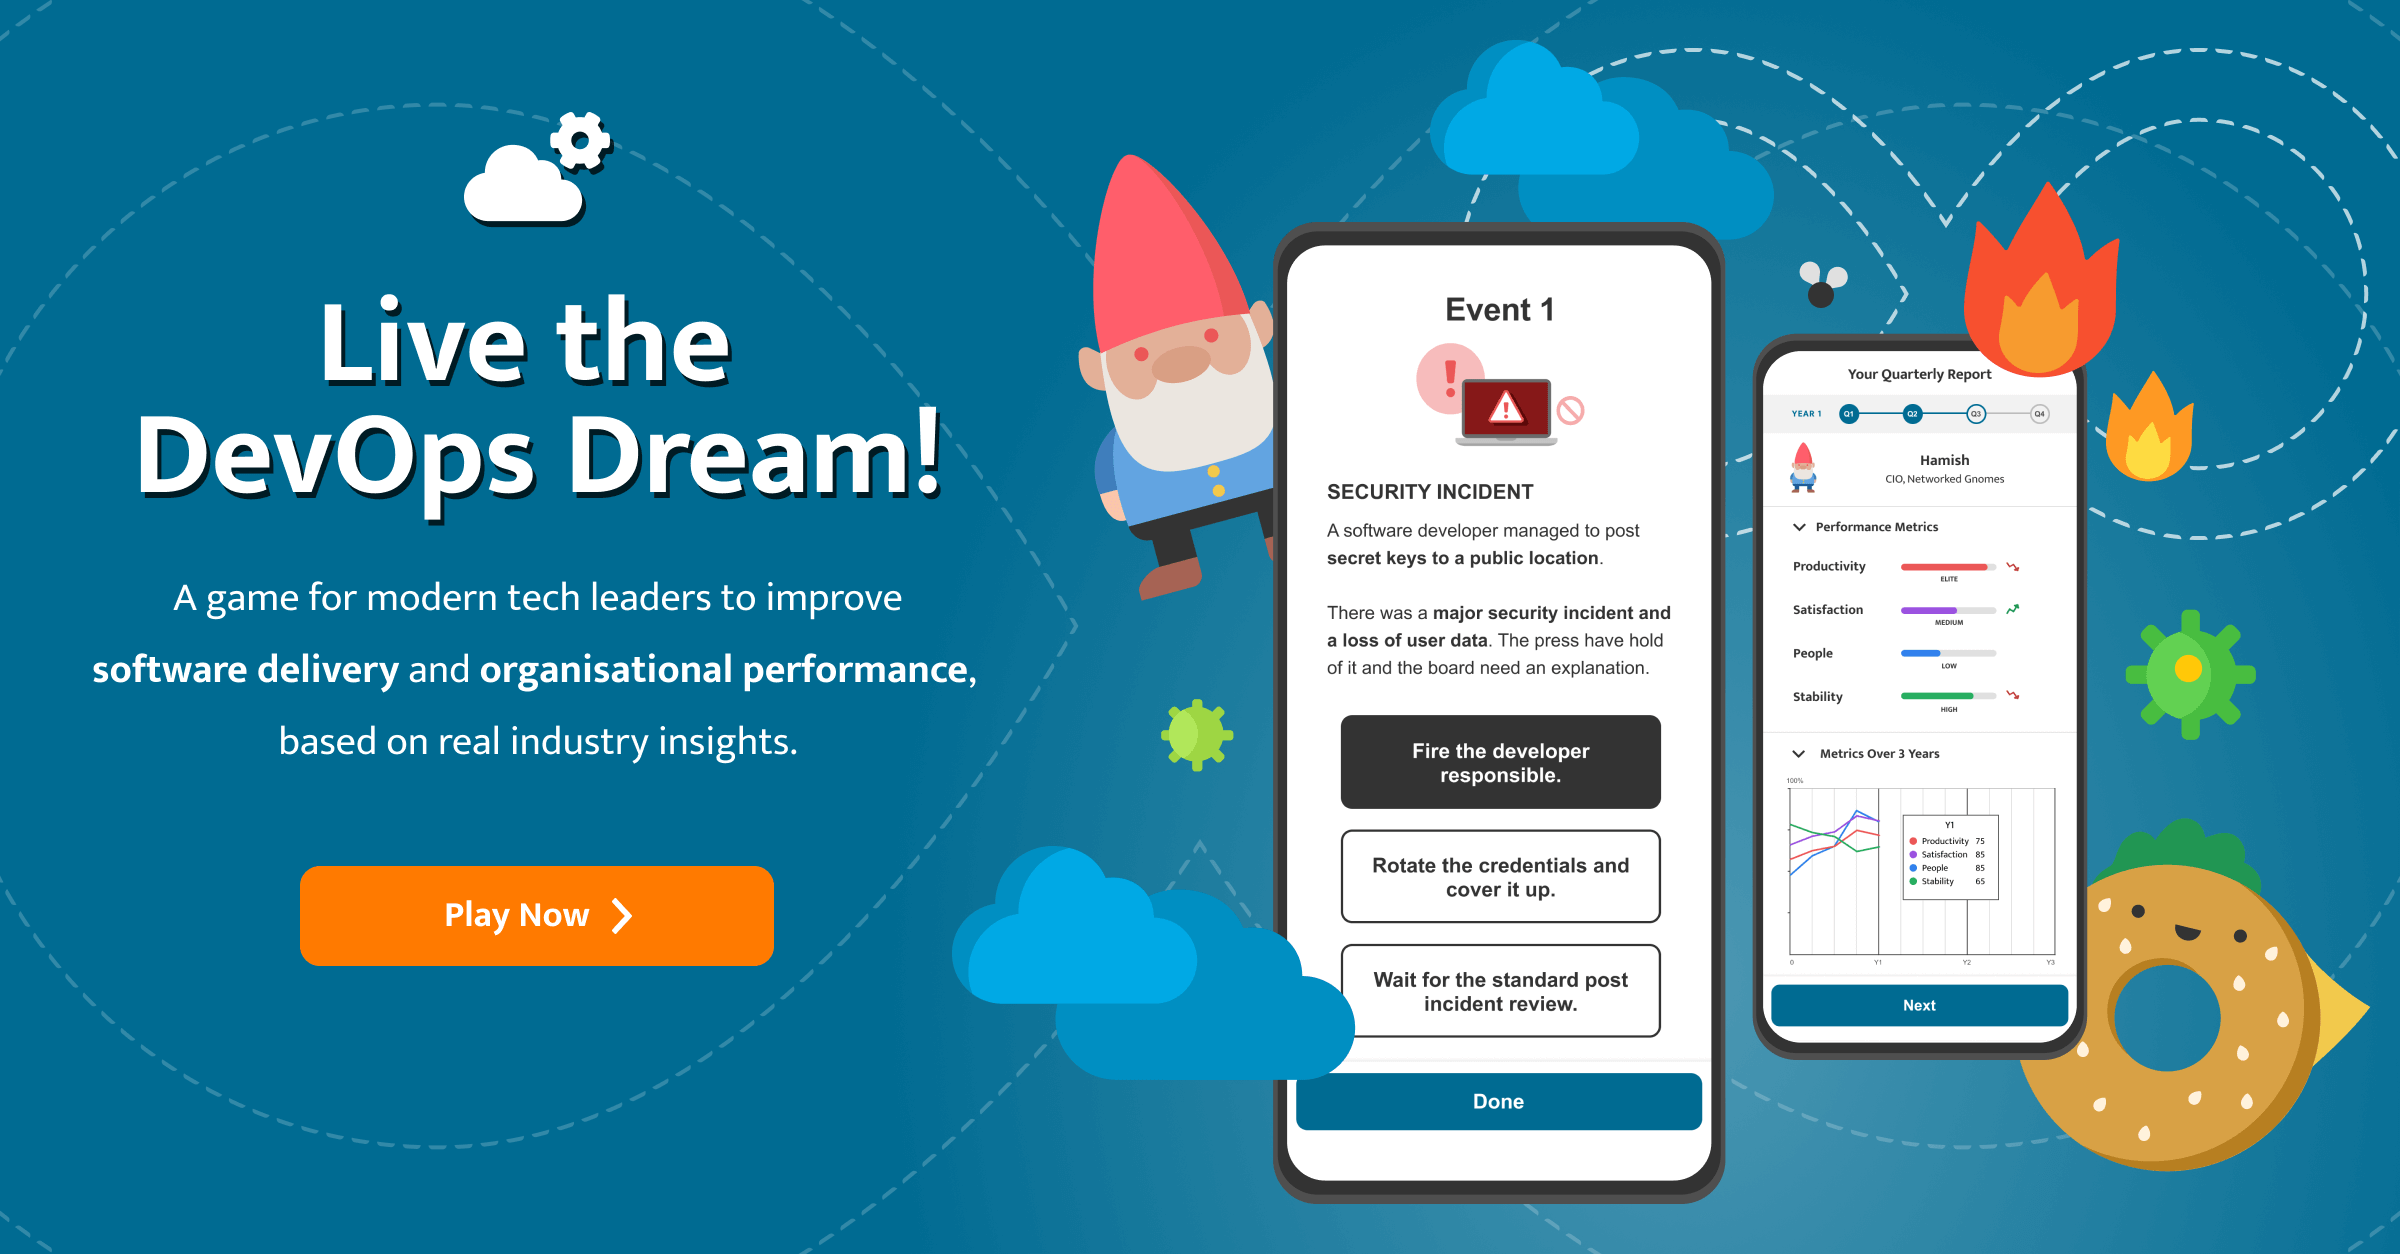 Live the
DevOps Dream!
A game for modern tech leaders to improve
software delivery and organisational performance,
based on real industry insights.
Play Now
Event 1
!
!
SECURITY INCIDENT
A software developer managed to post
secret keys to a public location.
There was a major security incident and
a loss of user data. The press have hold
of it and the board need an explanation.
Fire the developer
responsible.
Rotate the credentials and
cover it up.
Wait for the standard post
incident review.
Done
Your Quarterly Report
YEAR 1 Q1 Q2 Q3 Q4
Hamish
CIO, Networked Gnomes
Performance Metrics
Productivity
ELITE
Satisfaction
MEDIUM
People
LOW
Stability
HIGH
Metrics Over 3 Years
100%
Y1
Productivity 75
Satisfaction 85
People 85
Stability 65
0 Y1 Y2 Y3
Next